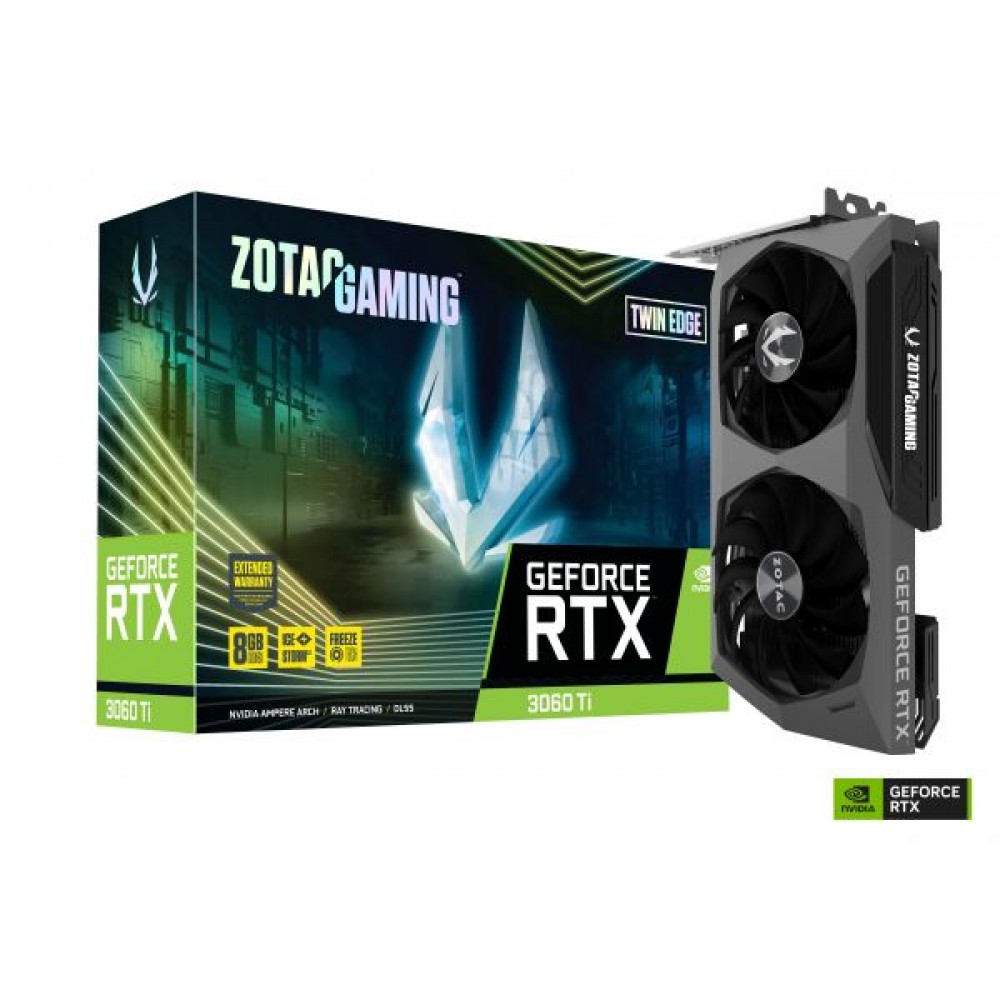 ZOTAC GAMING™
TWIN EDGE
EXTENDED
WARRANTY
8GB
ICE
STORM
FREEZE
GEFORCE
RTX
3060 Ti
GEFORCE
RTX
3060 Ti
NVIDIA AMPERE ARCH / RAY TRACING / DLSS
ZOTAC GAMING
ZOTAC
GEFORCE RTX
NVIDIA
GEFORCE
RTX